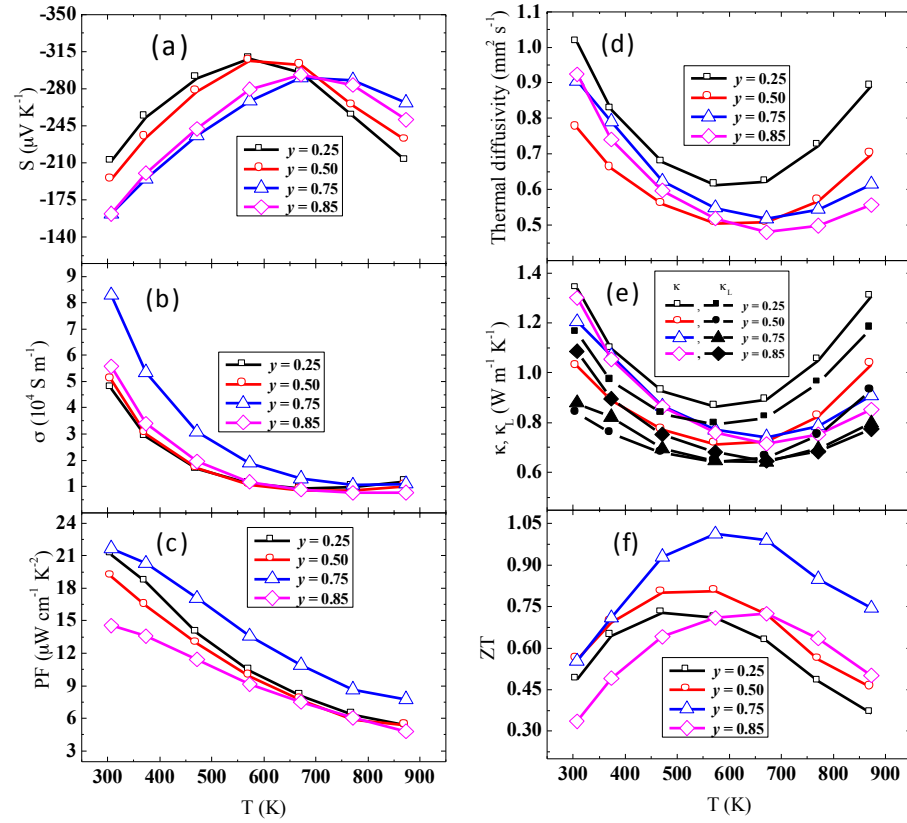 (a)
S (μV K⁻¹)
-350
-315
-280
-245
-210
-175
-140
y = 0.25
y = 0.50
y = 0.75
y = 0.85
(b)
σ (10⁴ S m⁻¹)
9
8
7
6
5
4
3
2
1
y = 0.25
y = 0.50
y = 0.75
y = 0.85
(c)
PF (μW cm⁻¹ K⁻²)
24
21
18
15
12
9
6
3
y = 0.25
y = 0.50
y = 0.75
y = 0.85
300 400 500 600 700 800 900
T (K)
(d)
Thermal diffusivity (mm² s)
1.0
0.9
0.8
0.7
0.6
0.5
y = 0.25
y = 0.50
y = 0.75
y = 0.85
(e)
κ, κL (W m⁻¹ K⁻¹)
1.4
1.2
1.0
0.8
0.6
κ κL
, y = 0.25
, y = 0.50
, y = 0.75
, y = 0.85
(f)
ZT
1.05
0.90
0.75
0.60
0.45
0.30
y = 0.25
y = 0.50
y = 0.75
y = 0.85
300 400 500 600 700 800 900
T (K)